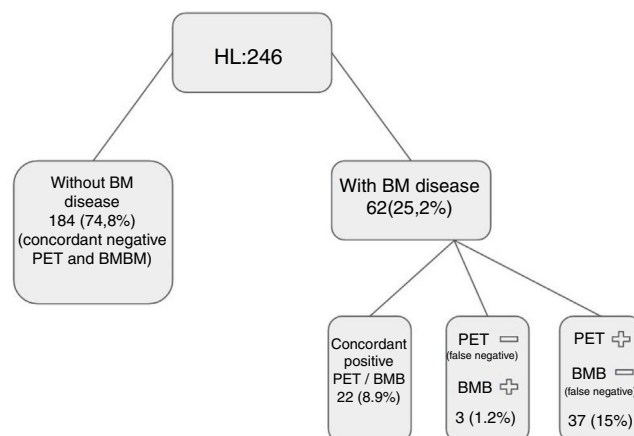 HL:246
Without BM
disease
184 (74,8%)
(concordant negative
PET and BMBM)
With BM disease
62(25,2%)
Concordant
positive
PET / BMB
22 (8.9%)
PET
(false negative)
BMB
3 (1.2%)
PET
BMB
(false negative)
37 (15%)